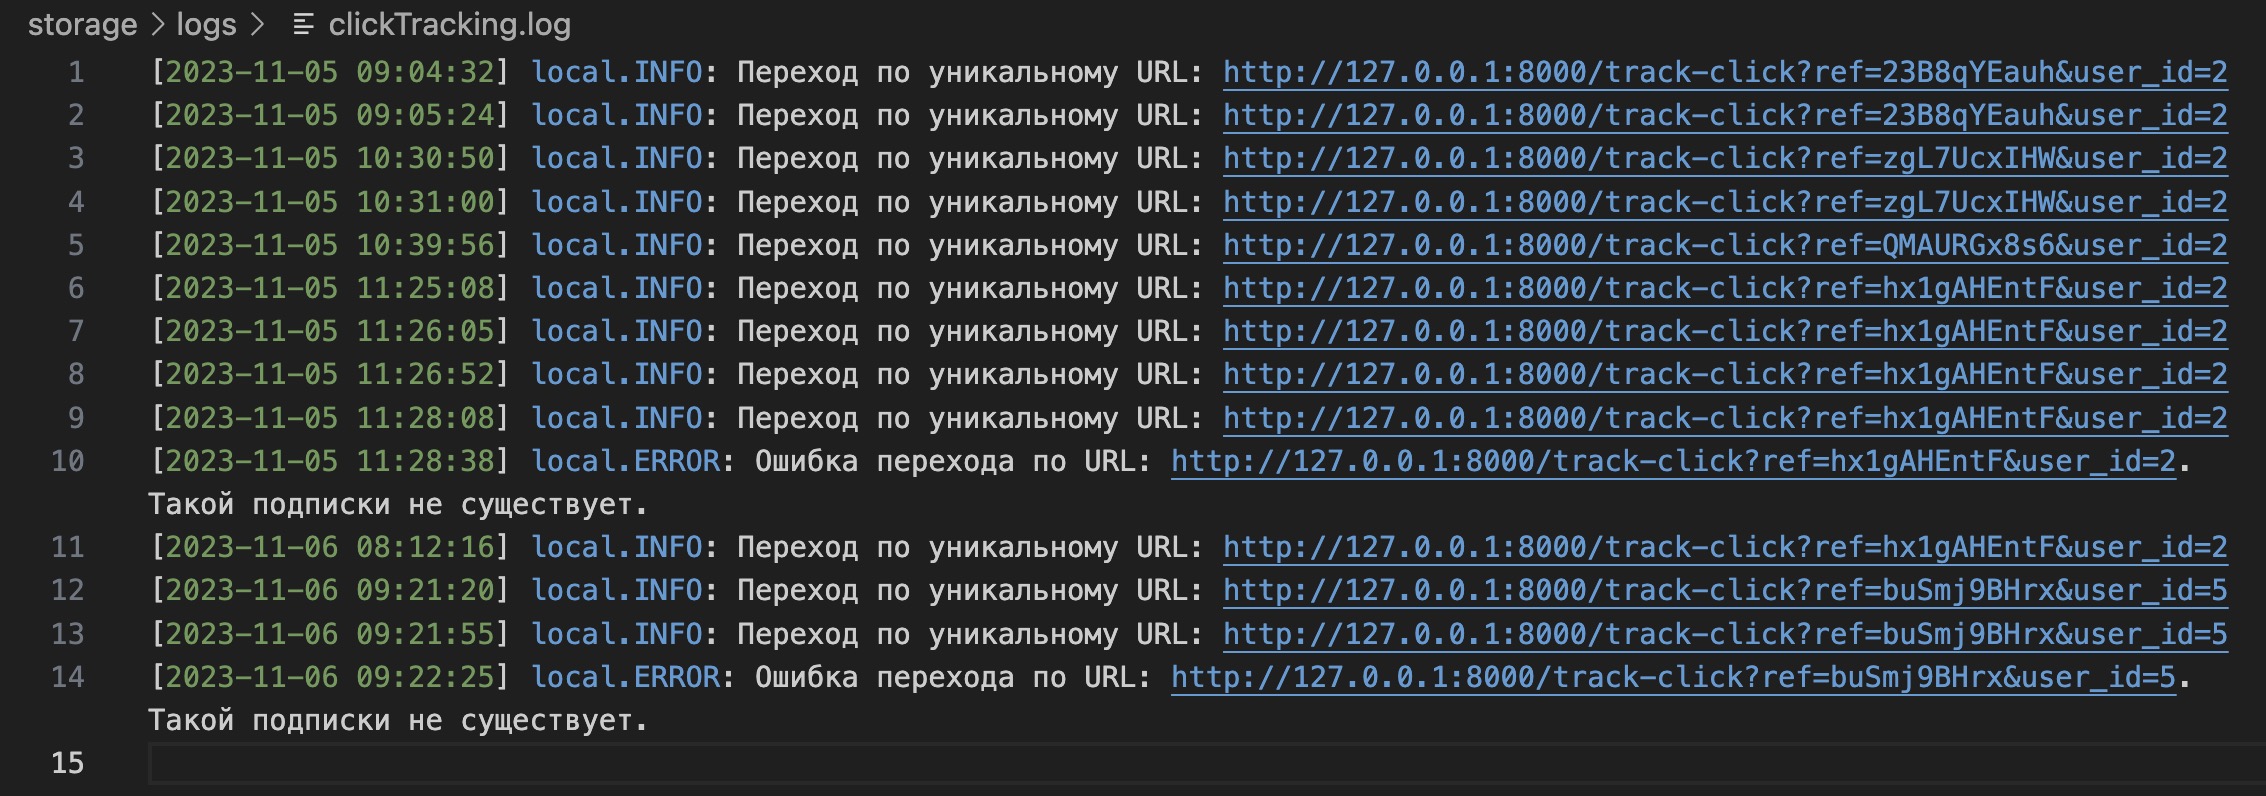 storage > logs > clickTracking.log
1 [2023-11-05 09:04:32] local.INFO: Переход по уникальному URL: http://127.0.0.1:8000/track-click?ref=23B8qYEauh&user_id=2
2 [2023-11-05 09:05:24] local.INFO: Переход по уникальному URL: http://127.0.0.1:8000/track-click?ref=23B8qYEauh&user_id=2
3 [2023-11-05 10:30:50] local.INFO: Переход по уникальному URL: http://127.0.0.1:8000/track-click?ref=zgL7UcxIHW&user_id=2
4 [2023-11-05 10:31:00] local.INFO: Переход по уникальному URL: http://127.0.0.1:8000/track-click?ref=zgL7UcxIHW&user_id=2
5 [2023-11-05 10:39:56] local.INFO: Переход по уникальному URL: http://127.0.0.1:8000/track-click?ref=QMAURGx8s6&user_id=2
6 [2023-11-05 11:25:08] local.INFO: Переход по уникальному URL: http://127.0.0.1:8000/track-click?ref=hx1gAHEntF&user_id=2
7 [2023-11-05 11:26:05] local.INFO: Переход по уникальному URL: http://127.0.0.1:8000/track-click?ref=hx1gAHEntF&user_id=2
8 [2023-11-05 11:26:52] local.INFO: Переход по уникальному URL: http://127.0.0.1:8000/track-click?ref=hx1gAHEntF&user_id=2
9 [2023-11-05 11:28:08] local.INFO: Переход по уникальному URL: http://127.0.0.1:8000/track-click?ref=hx1gAHEntF&user_id=2
10 [2023-11-05 11:28:38] local.ERROR: Ошибка перехода по URL: http://127.0.0.1:8000/track-click?ref=hx1gAHEntF&user_id=2.
Такой подписки не существует.
11 [2023-11-06 08:12:16] local.INFO: Переход по уникальному URL: http://127.0.0.1:8000/track-click?ref=hx1gAHEntF&user_id=2
12 [2023-11-06 09:21:20] local.INFO: Переход по уникальному URL: http://127.0.0.1:8000/track-click?ref=buSmj9BHrx&user_id=5
13 [2023-11-06 09:21:55] local.INFO: Переход по уникальному URL: http://127.0.0.1:8000/track-click?ref=buSmj9BHrx&user_id=5
14 [2023-11-06 09:22:25] local.ERROR: Ошибка перехода по URL: http://127.0.0.1:8000/track-click?ref=buSmj9BHrx&user_id=5.
Такой подписки не существует.
15